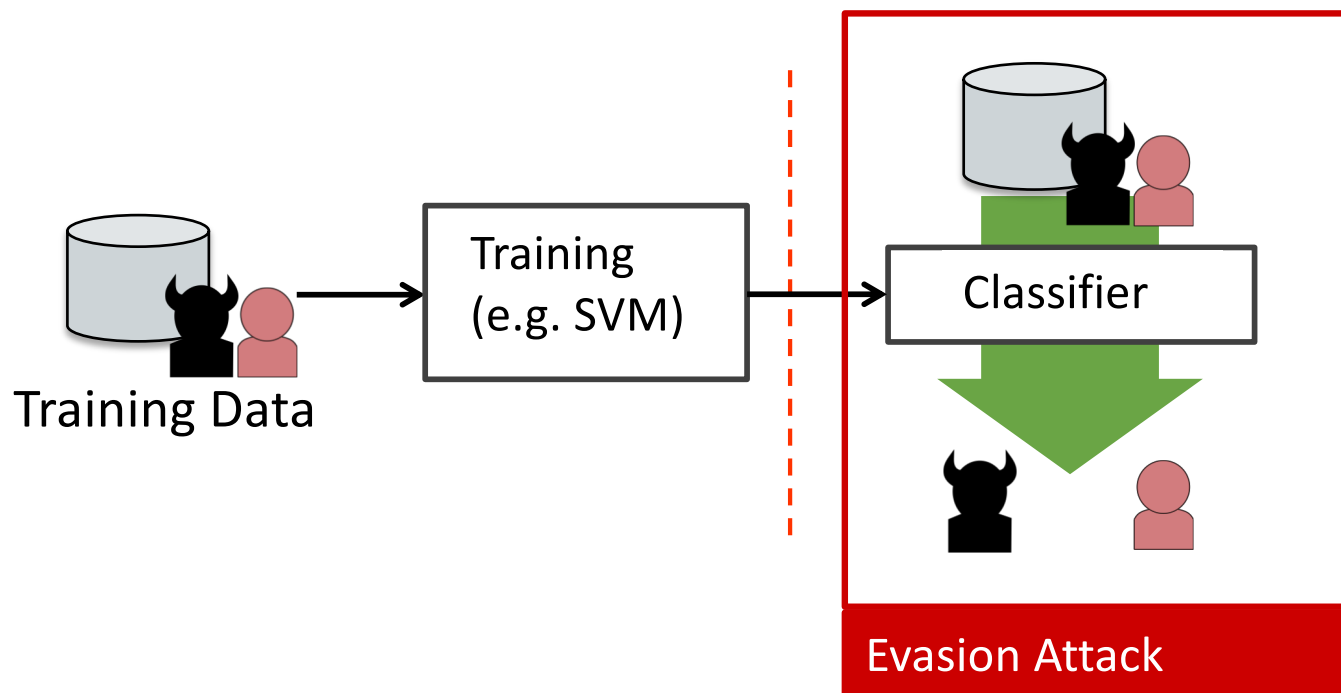 Training Data
Training
(e.g. SVM)
Classifier
Evasion Attack